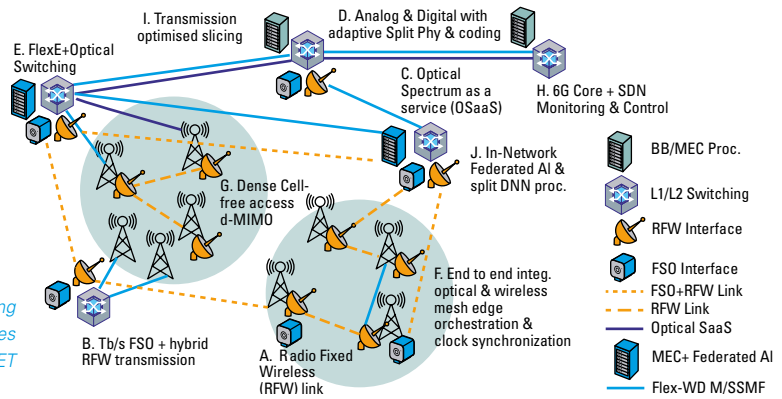 I. Transmission
optimised slicing
D. Analog & Digital with
adaptive Split Phy & coding
E. FlexE+Optical
Switching
C. Optical
Spectrum as a
service (OSaaS)
H. 6G Core + SDN
Monitoring & Control
J. In-Network
Federated AI &
split DNN proc.
G. Dense Cell-
free access
d-MIMO
F. End to end integ.
optical & wireless
mesh edge
orchestration &
clock synchronization
B. Tb/s FSO + hybrid
RFW transmission
A. Radio Fixed
Wireless
(RFW) link
ing
es
ET
BB/MEC Proc.
L1/L2 Switching
RFW Interface
FSO Interface
FSO+RFW Link
RFW Link
Optical SaaS
MEC+ Federated AI
Flex-WD M/SSMF